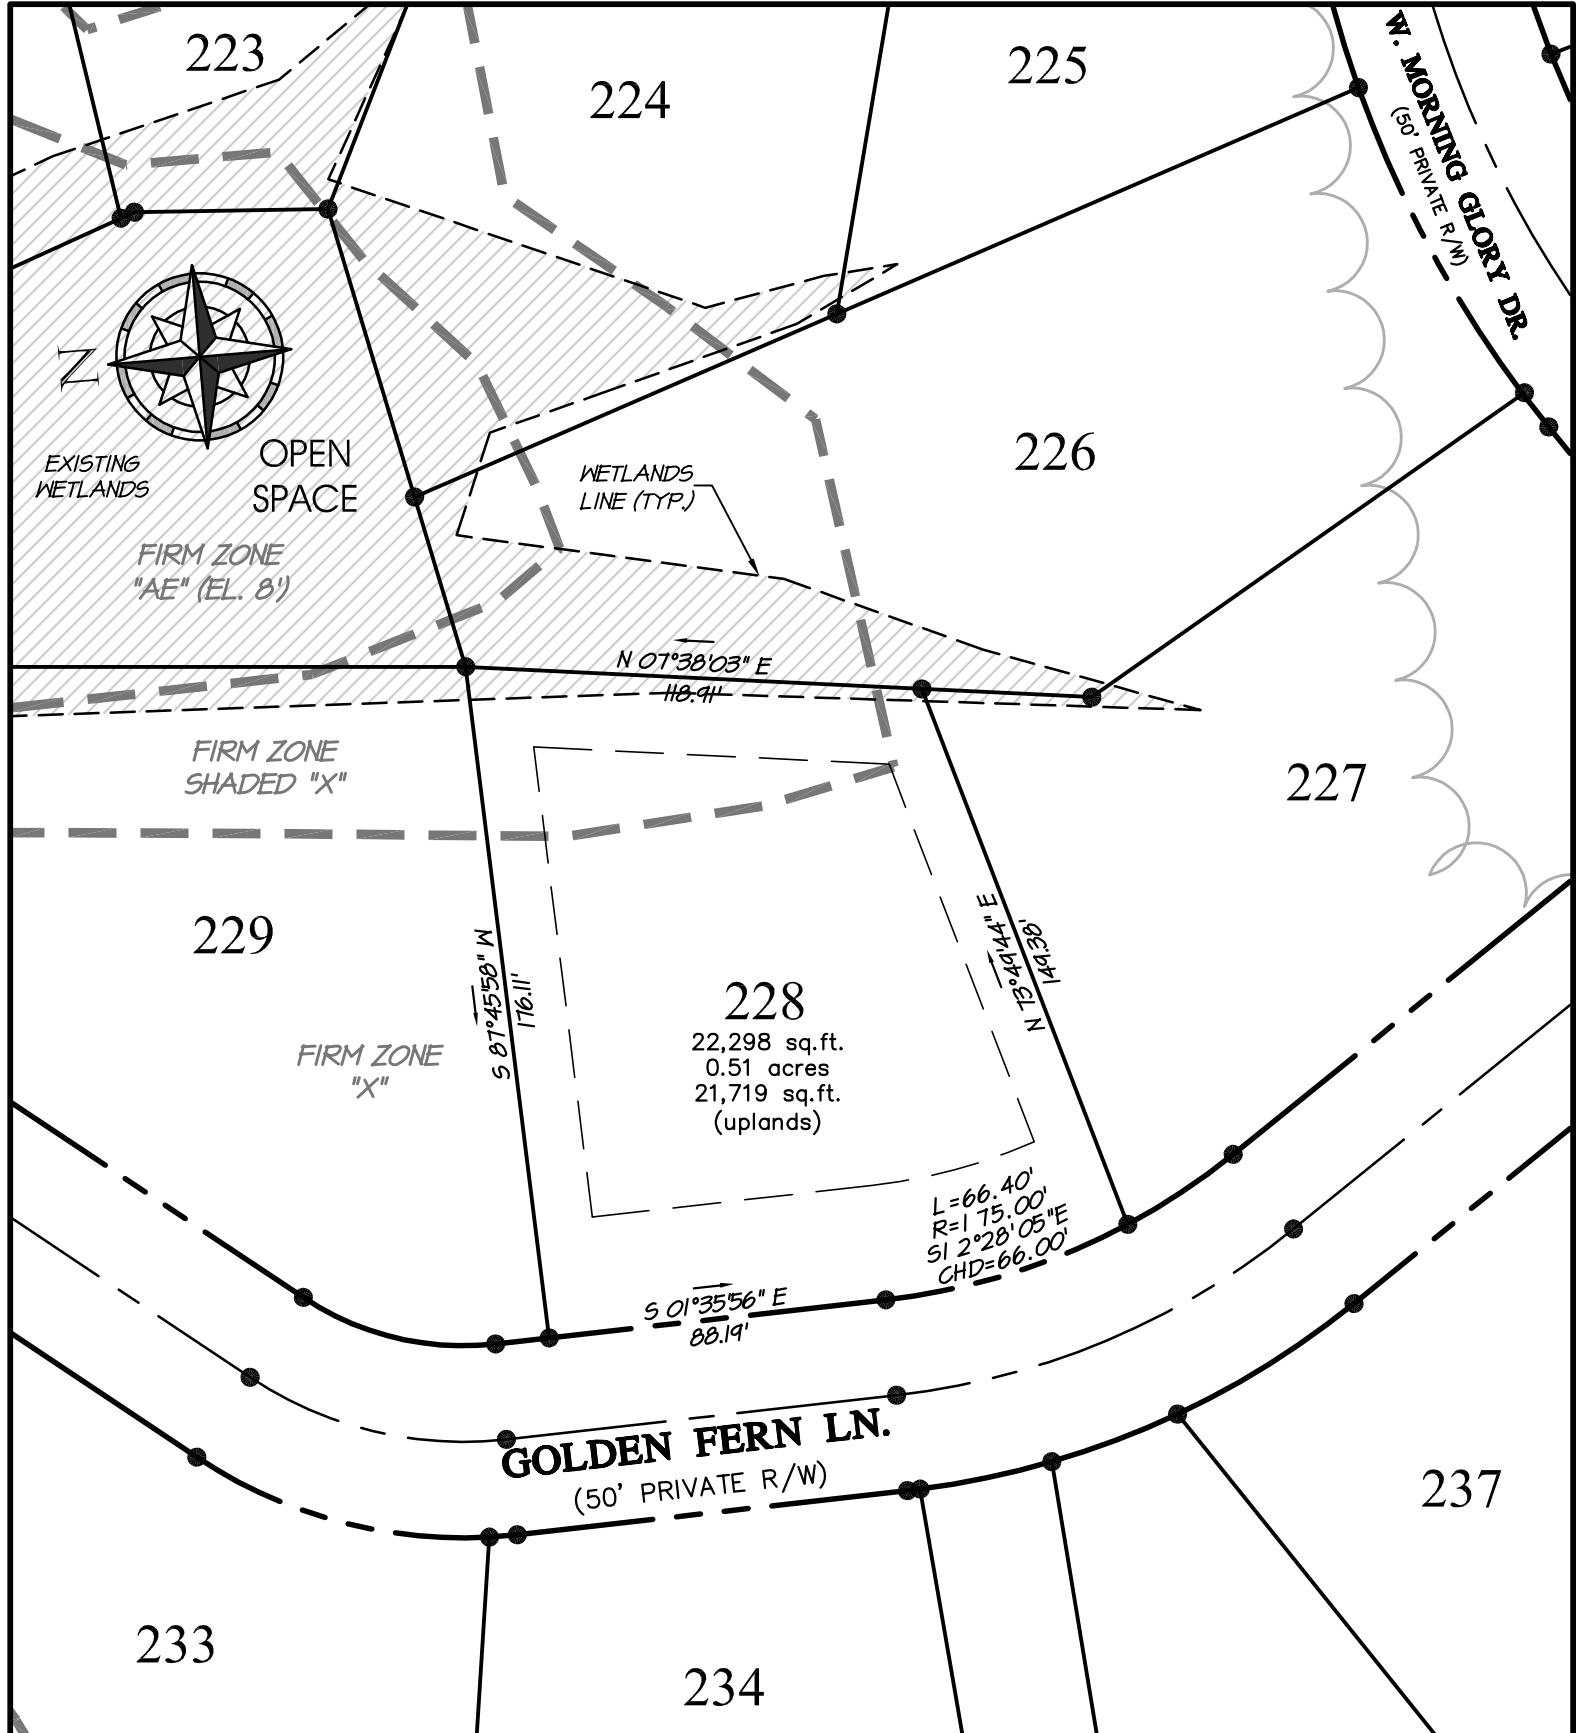 223
224
225
W. MORNING GLORY DR.
(50' PRIVATE R/W)
N
OPEN
SPACE
EXISTING
WETLANDS
WETLANDS
LINE (TYP.)
226
FIRM ZONE
"AE" (EL. 8')
N 07°38'03" E
118.91'
FIRM ZONE
SHADED "X"
227
229
S 87°45'58" W
176.11'
N 73°49'44" E
149.38'
228
22,298 sq.ft.
0.51 acres
21,719 sq.ft.
(uplands)
FIRM ZONE
"X"
L=66.40'
R=175.00'
S12°28'05"E
CHD=66.00'
S 01°35'56" E
88.19'
GOLDEN FERN LN.
(50' PRIVATE R/W)
237
233
234